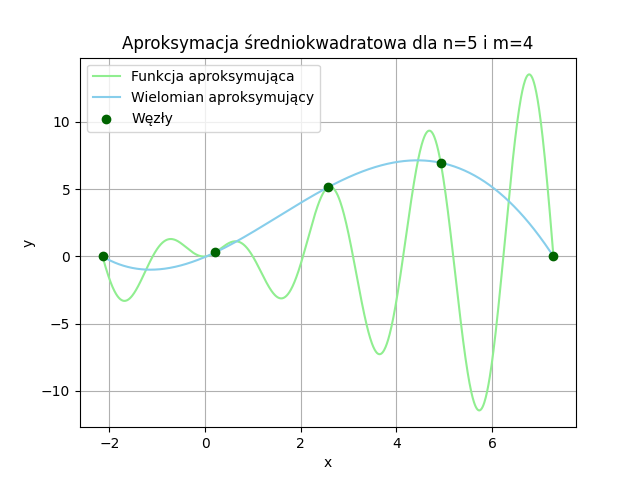 Aproksymacja średniokwadratowa dla n=5 i m=4
Funkcja aproksymująca
Wielomian aproksymujący
Węzły
y
10
5
0
−5
−10
−2 0 2 4 6
x